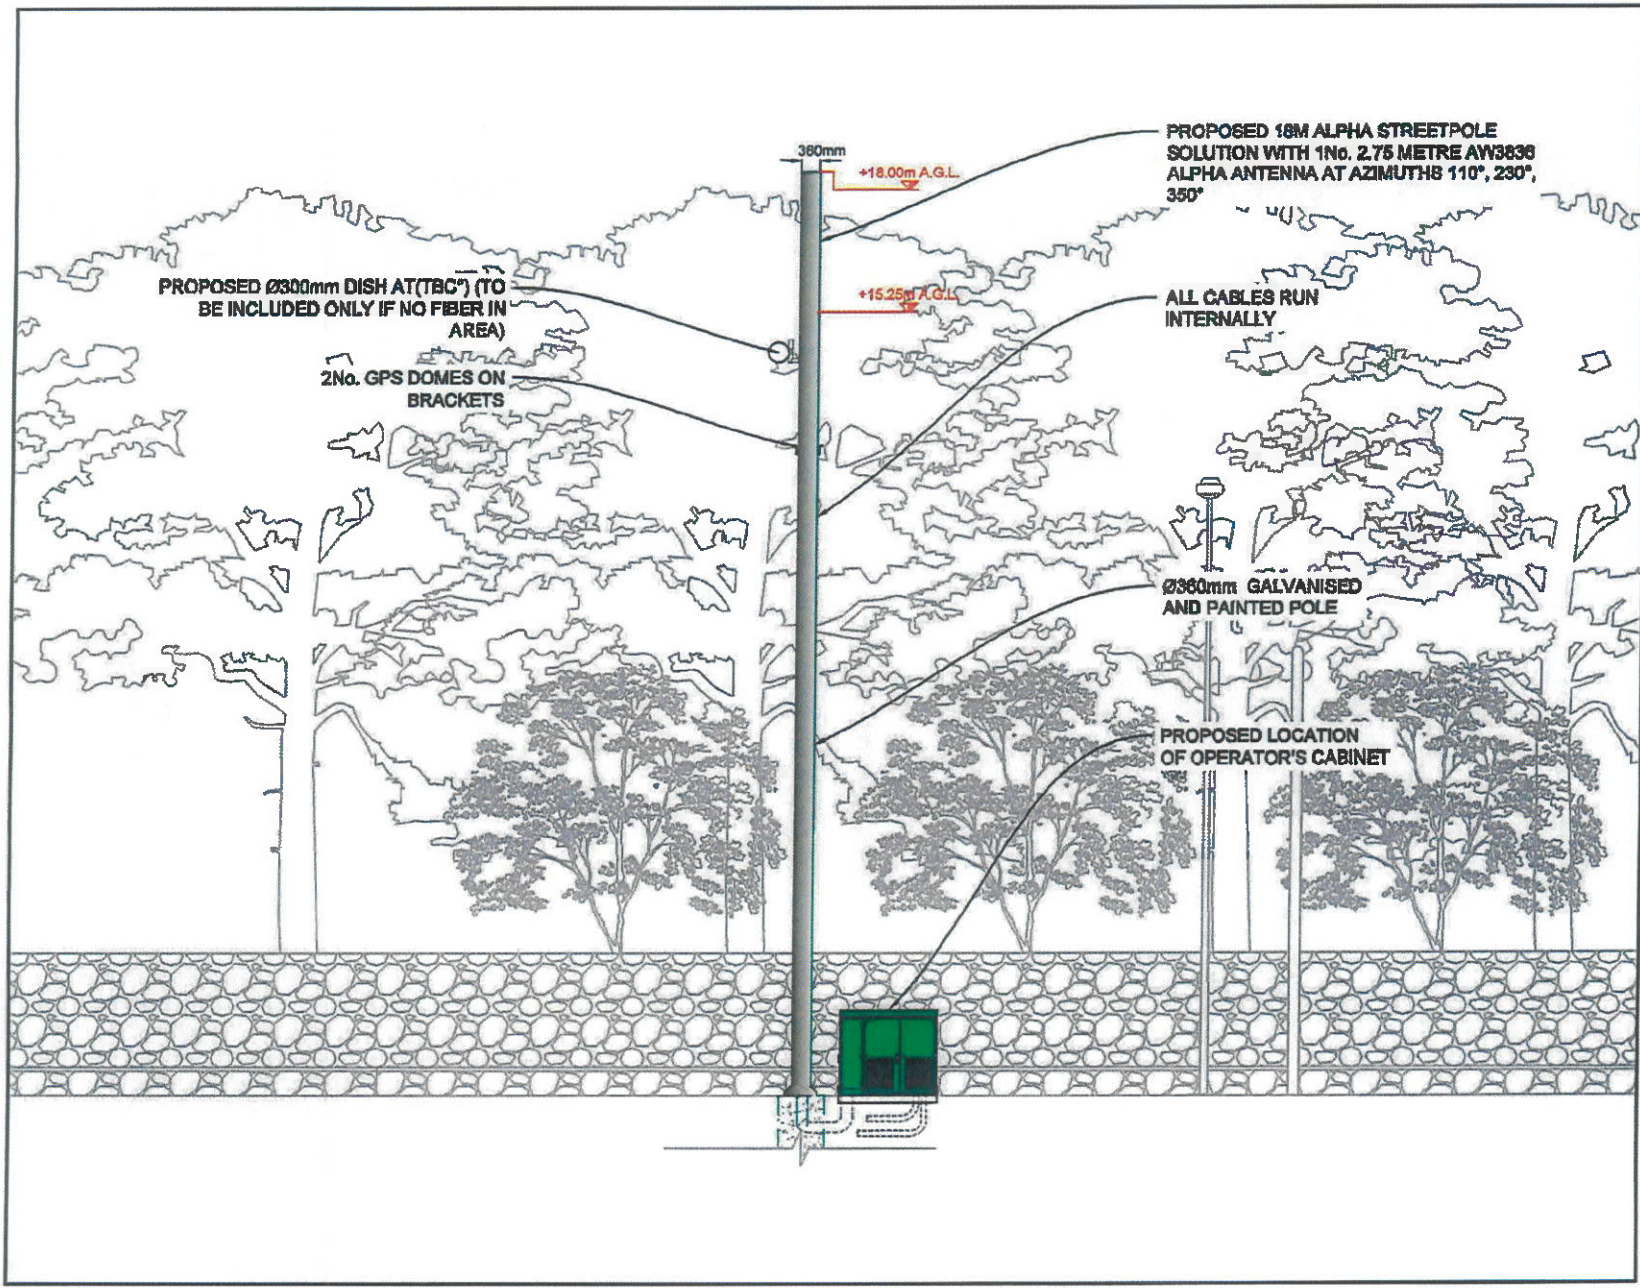 360mm
+18.00m A.G.L.
PROPOSED 18M ALPHA STREETPOLE
SOLUTION WITH 1No. 2.75 METRE AW3836
ALPHA ANTENNA AT AZIMUTHS 110°, 230°,
350°
PROPOSED Ø300mm DISH AT(TBC°) (TO
BE INCLUDED ONLY IF NO FIBER IN
AREA)
+15.25m A.G.L.
ALL CABLES RUN
INTERNALLY
2No. GPS DOMES ON
BRACKETS
Ø360mm GALVANISED
AND PAINTED POLE
PROPOSED LOCATION
OF OPERATOR'S CABINET